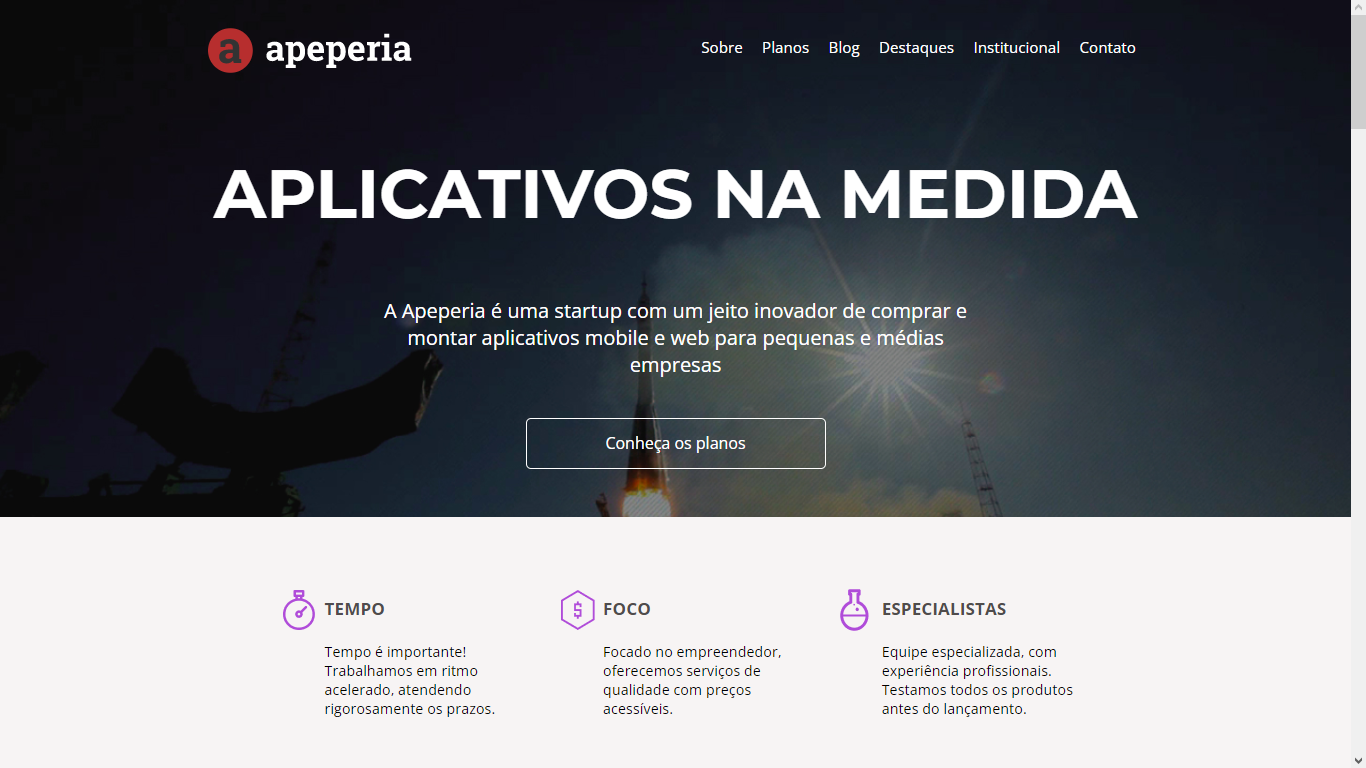 a apeperia
Sobre Planos Blog Destaques Institucional Contato
APLICATIVOS NA MEDIDA
A Apeperia é uma startup com um jeito inovador de comprar e
montar aplicativos mobile e web para pequenas e médias
empresas
Conheça os planos
TEMPO
Tempo é importante!
Trabalhamos em ritmo
acelerado, atendendo
rigorosamente os prazos.
$
FOCO
Focado no empreendedor,
oferecemos serviços de
qualidade com preços
acessíveis.
ESPECIALISTAS
Equipe especializada, com
experiência profissionais.
Testamos todos os produtos
antes do lançamento.